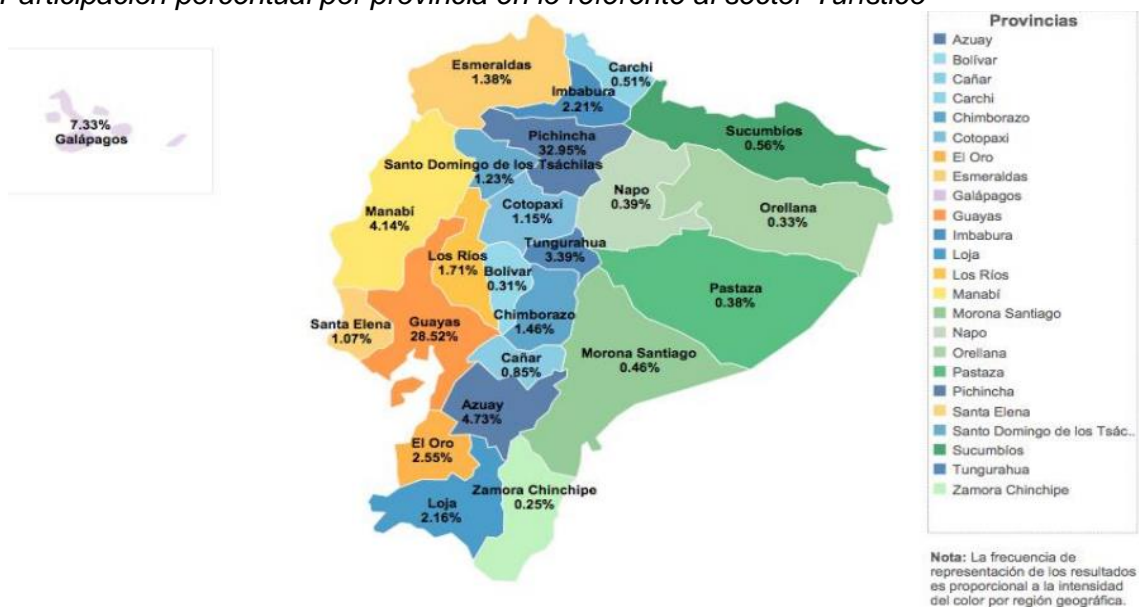 Participación porcentual por provincia en lo referente al sector Turístico
7.33%
Galápagos
Esmeraldas
1.38%
Carchi
0.51%
Imbabura
2.21%
Pichincha
32.95%
Sucumbíos
0.56%
Santo Domingo de los Tsáchilas
1.23%
Napo
0.39%
Orellana
0.33%
Manabí
4.14%
Cotopaxi
1.15%
Tungurahua
3.39%
Los Ríos
1.71%
Bolívar
0.31%
Pastaza
0.38%
Santa Elena
1.07%
Guayas
28.52%
Chimborazo
1.46%
Cañar
0.85%
Morona Santiago
0.46%
Azuay
4.73%
El Oro
2.55%
Loja
2.16%
Zamora Chinchipe
0.25%
Provincias
Azuay
Bolívar
Cañar
Carchi
Chimborazo
Cotopaxi
El Oro
Esmeraldas
Galápagos
Guayas
Imbabura
Loja
Los Ríos
Manabí
Morona Santiago
Napo
Orellana
Pastaza
Pichincha
Santa Elena
Santo Domingo de los Tsác..
Sucumbíos
Tungurahua
Zamora Chinchipe
Nota: La frecuencia de
representación de los resultados
es proporcional a la intensidad
del color por región geográfica.